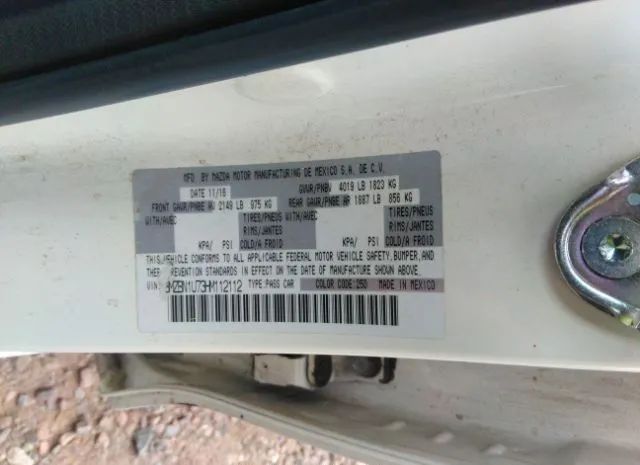 MFD. BY MAZDA MOTOR MANUFACTURING DE MEXICO S.A. DE C.V.
DATE 11/16 GVWR/PNBV 4019 LB 1823 KG
FRONT GAWR/PNBE AV 2149 LB 975 KG REAR GAWR/PNBE AR 1887 LB 856 KG
WITH/AVEC TIRES/PNEUS WITH/AVEC TIRES/PNEUS
RIMS/JANTES RIMS/JANTES
KPA/ PSI COLD/A FROID KPA/ PSI COLD/A FROID
THIS VEHICLE CONFORMS TO ALL APPLICABLE FEDERAL MOTOR VEHICLE SAFETY, BUMPER, AND
PREVENTION STANDARDS IN EFFECT ON THE DATE OF MANUFACTURE SHOWN ABOVE.
VIN: 3MZBN1U73HM112112 TYPE: PASS CAR COLOR CODE: 25D MADE IN MEXICO